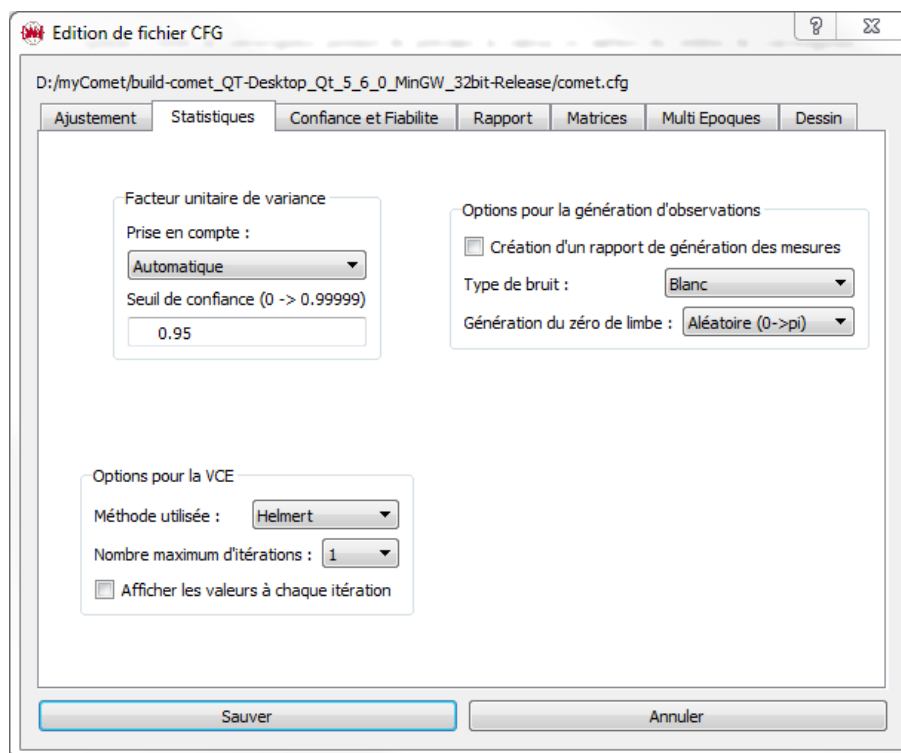 Edition de fichier CFG
D:/myComet/build-comet_QT-Desktop_Qt_5_6_0_MinGW_32bit-Release/comet.cfg
Ajustement Statistiques Confiance et Fiabilite Rapport Matrices Multi Epoques Dessin
Facteur unitaire de variance
Prise en compte :
Automatique
Seuil de confiance (0 -> 0.99999)
0.95
Options pour la génération d'observations
Création d'un rapport de génération des mesures
Type de bruit : Blanc
Génération du zéro de limbe : Aléatoire (0->pi)
Options pour la VCE
Méthode utilisée : Helmert
Nombre maximum d'itérations : 1
Afficher les valeurs à chaque itération
Sauver Annuler